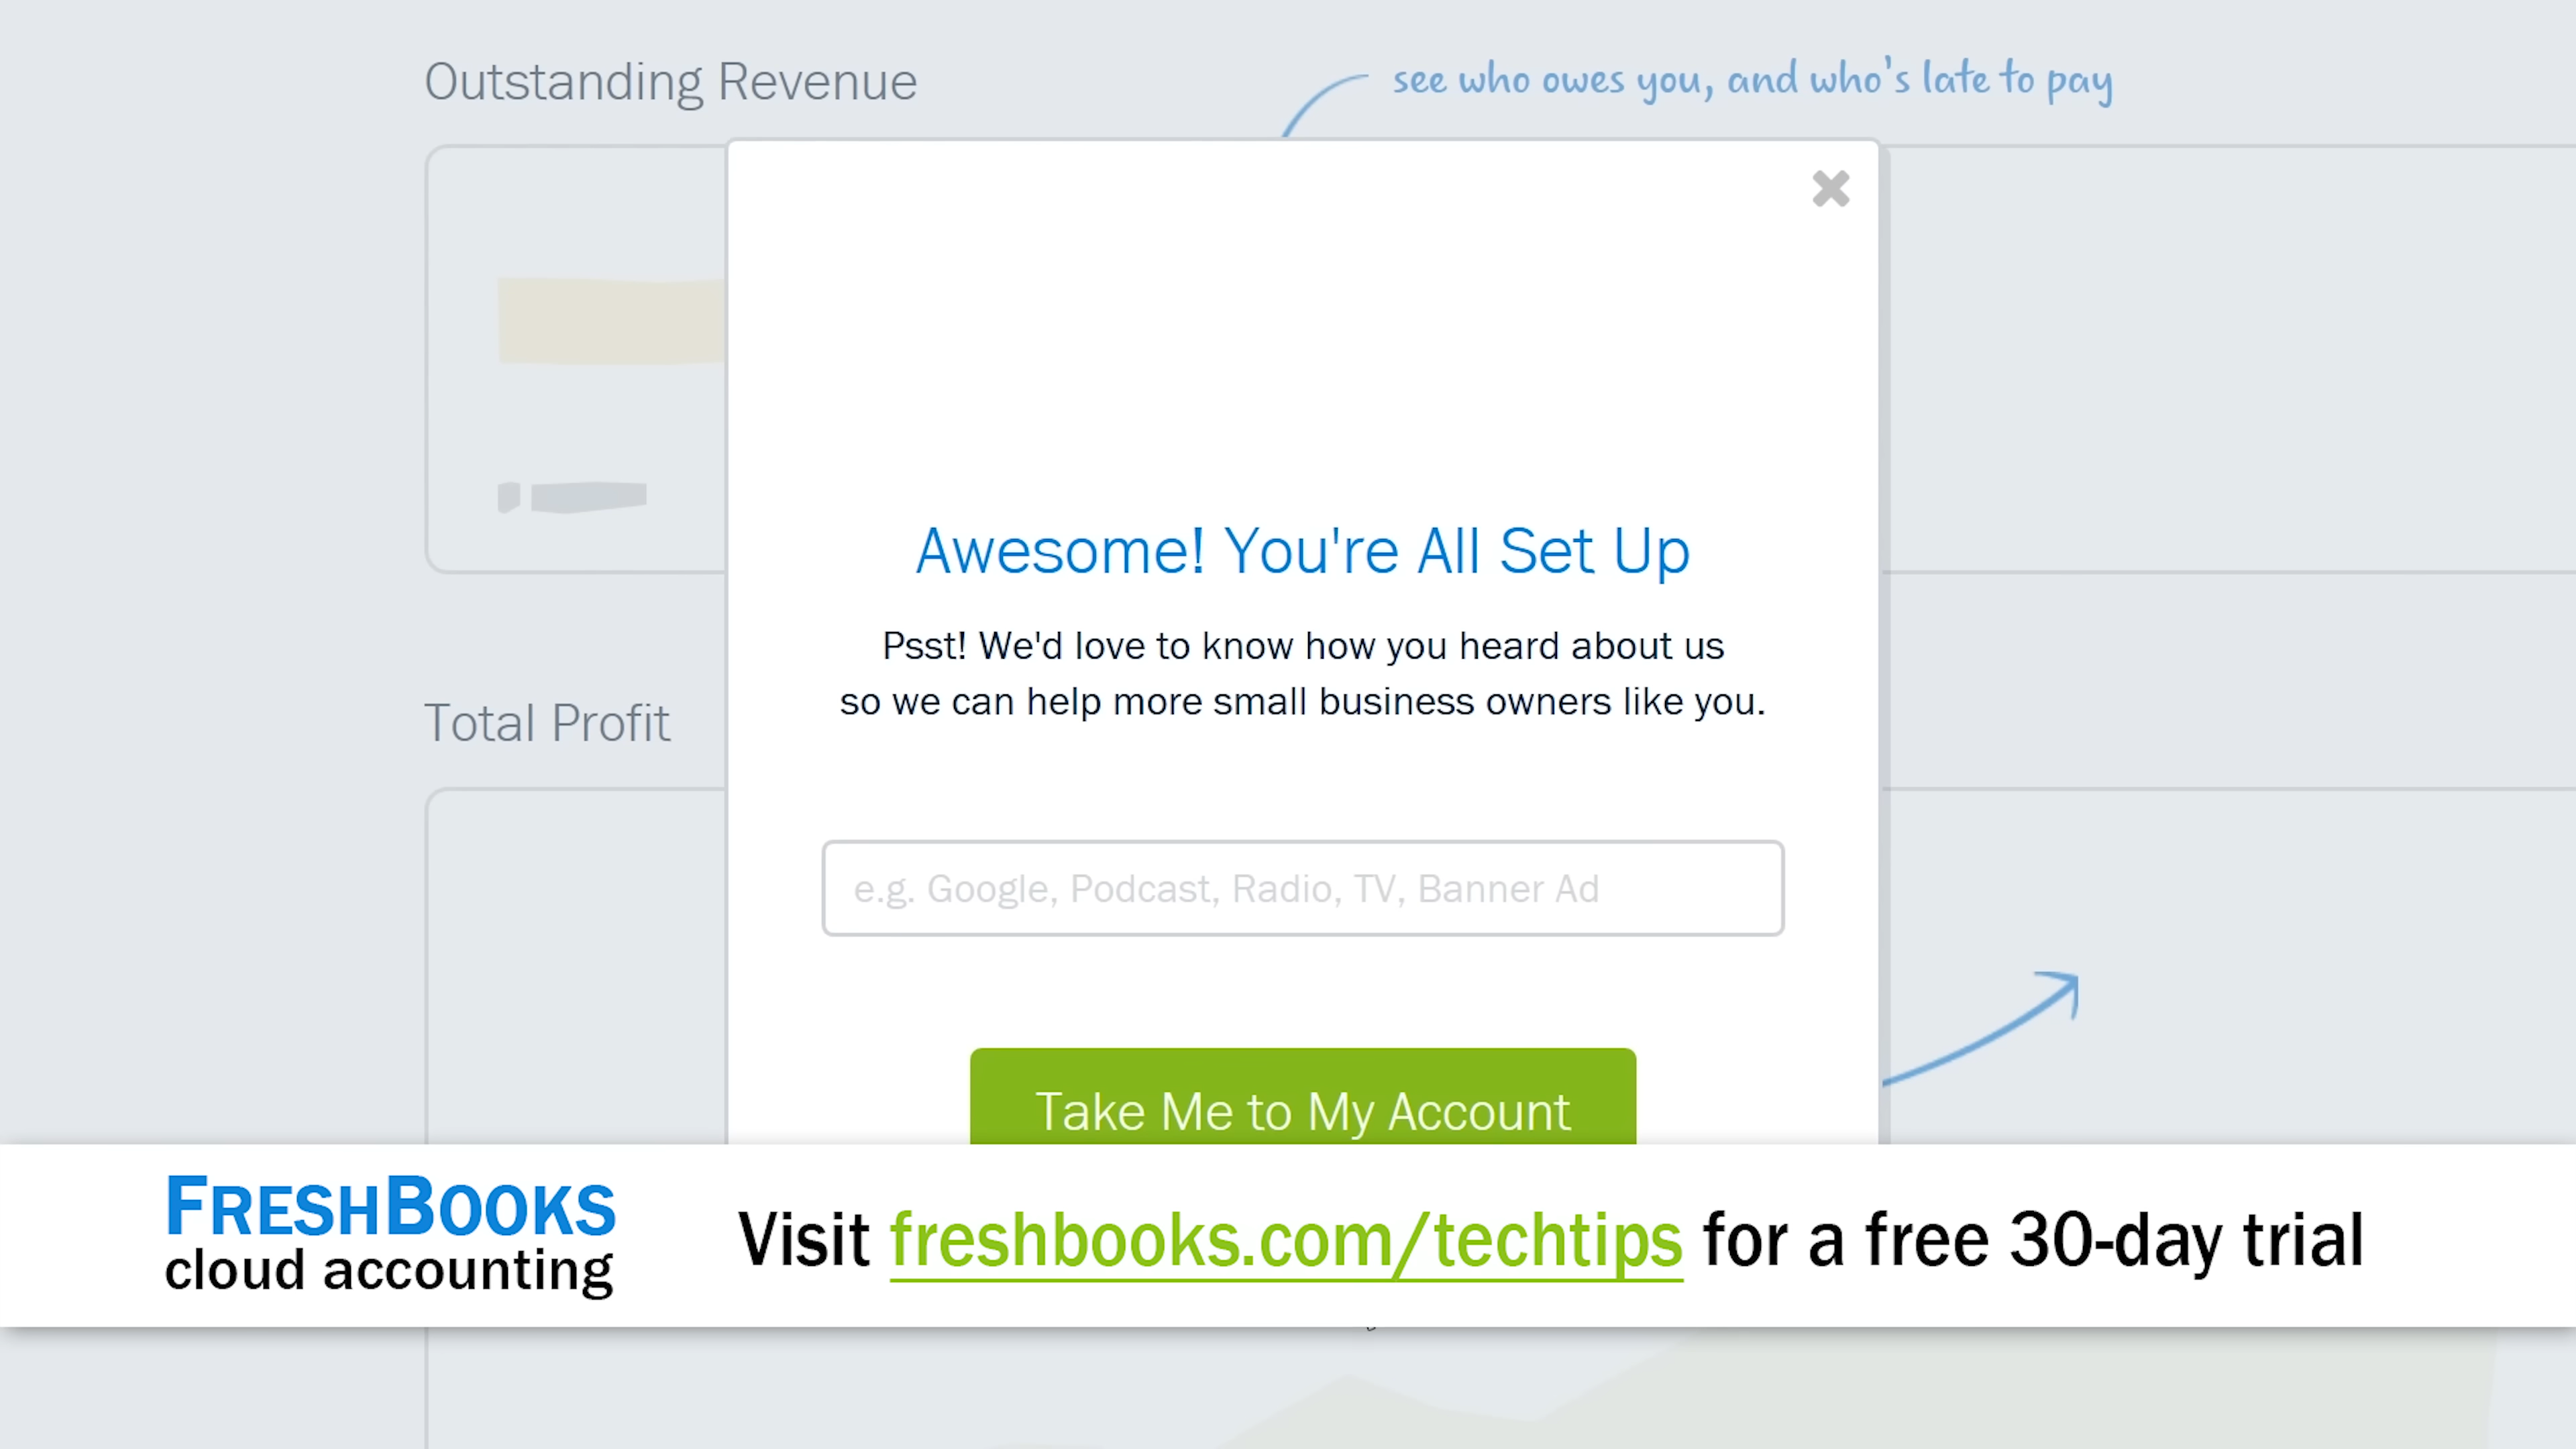 Outstanding Revenue
see who owes you, and who's late to pay
Awesome! You're All Set Up
Psst! We'd love to know how you heard about us
so we can help more small business owners like you.
Total Profit
e.g. Google, Podcast, Radio, TV, Banner Ad
Take Me to My Account
FRESHBOOKS
cloud accounting
Visit freshbooks.com/techtips for a free 30-day trial